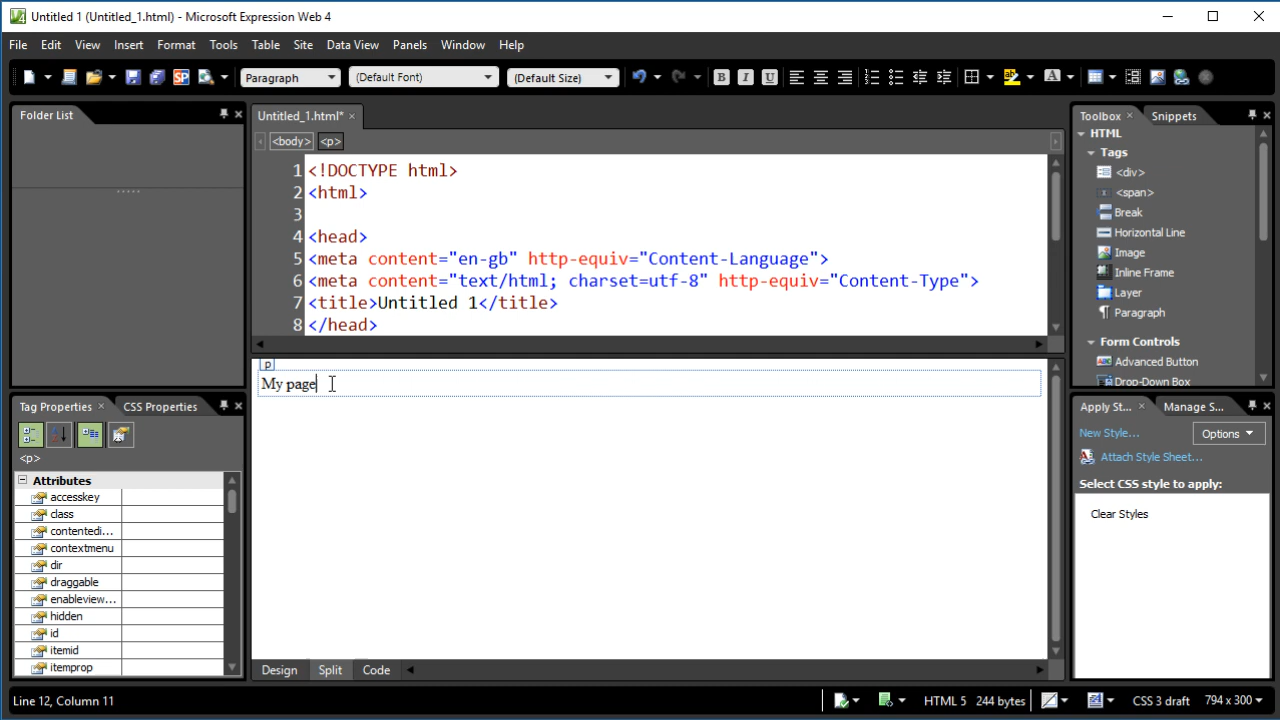 Untitled 1 (Untitled_1.html) - Microsoft Expression Web 4
File Edit View Insert Format Tools Table Site Data View Panels Window Help
SP Paragraph (Default Font) (Default Size) B I U A
Folder List
Untitled_1.html*
<body> <p>
1 <!DOCTYPE html>
2 <html>
3
4 <head>
5 <meta content="en-gb" http-equiv="Content-Language">
6 <meta content="text/html; charset=utf-8" http-equiv="Content-Type">
7 <title>Untitled 1</title>
8 </head>
p
My page
Design Split Code
Toolbox Snippets
HTML
Tags
<div>
<span>
Break
Horizontal Line
Image
Inline Frame
Layer
Paragraph
Form Controls
Advanced Button
Drop-Down Box
Tag Properties CSS Properties
<p>
Attributes
accesskey
class
contentedi...
contextmenu
dir
draggable
enableview...
hidden
id
itemid
itemprop
Apply St... Manage S...
New Style... Options
Attach Style Sheet...
Select CSS style to apply:
Clear Styles
Line 12, Column 11 HTML 5 244 bytes CSS 3 draft 794 x 300